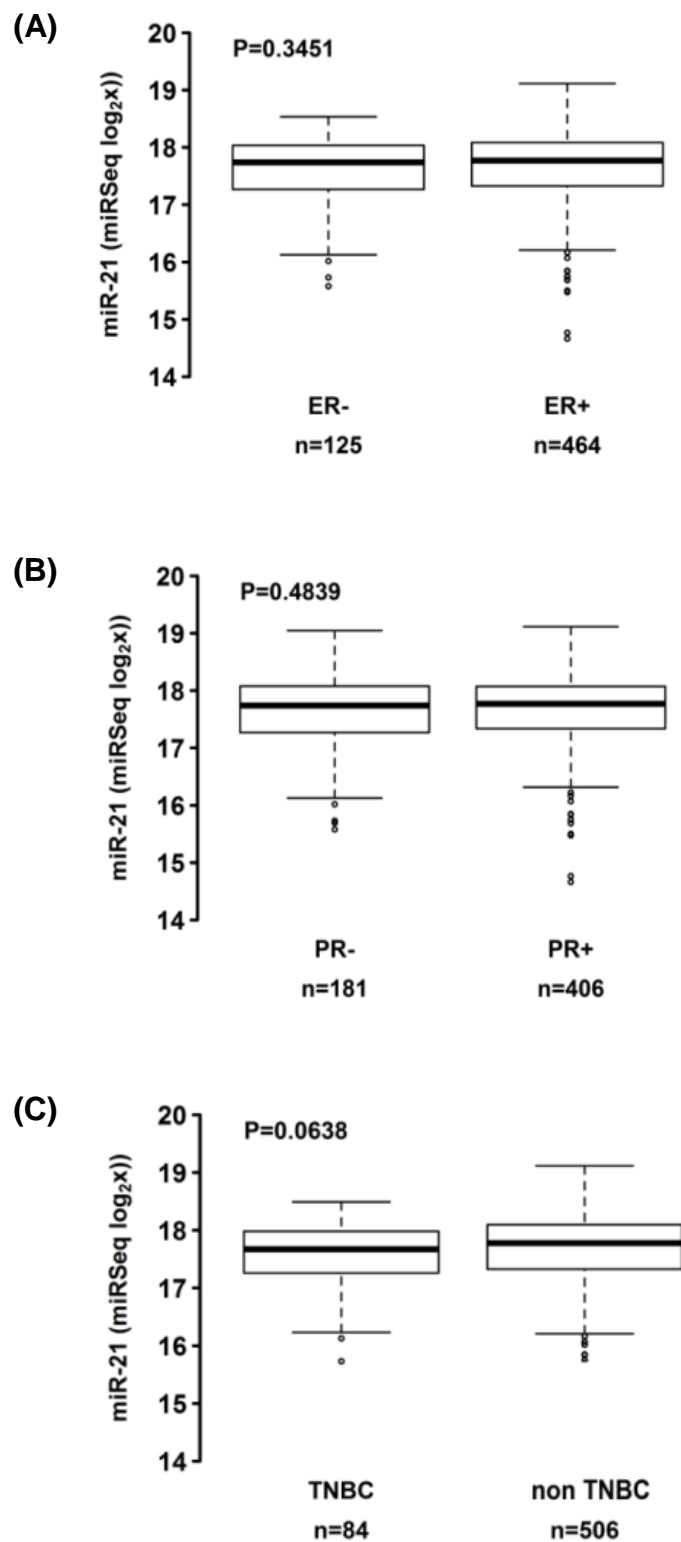 (A)
miR-21 (miRSeq log₂x))
20
19
18
17
16
15
14
P=0.3451
ER-
ER+
n=125
n=464
(B)
miR-21 (miRSeq log₂x))
20
19
18
17
16
15
14
P=0.4839
PR-
PR+
n=181
n=406
(C)
miR-21 (miRSeq log₂x))
20
19
18
17
16
15
14
P=0.0638
TNBC
non TNBC
n=84
n=506